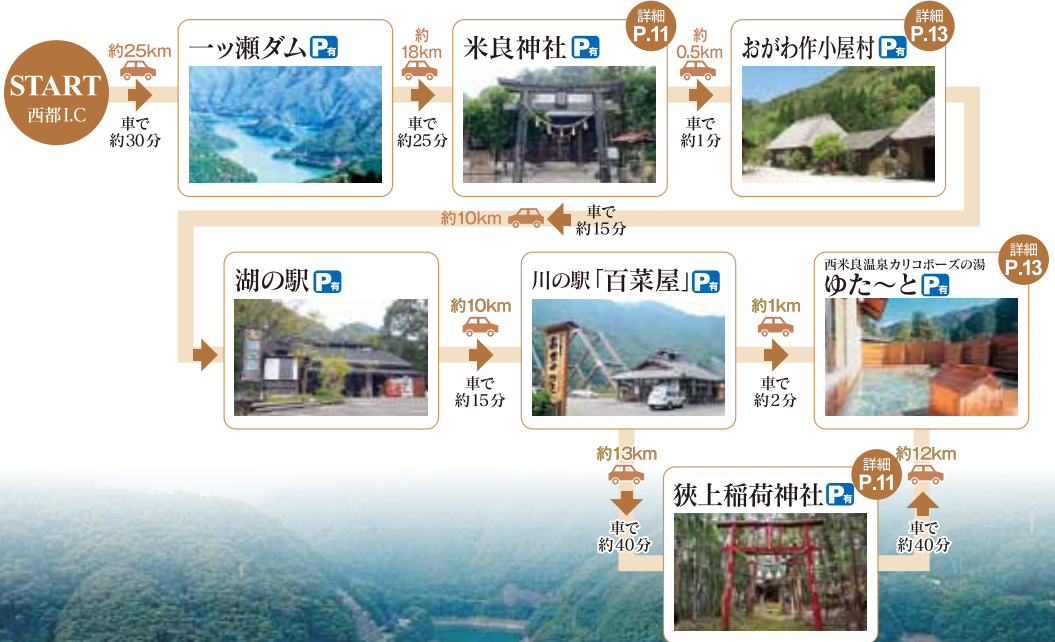 START
西都I.C
約25km
車で
約30分
一ッ瀬ダム P有
約
18km
車で
約25分
米良神社 P有
詳細
P.11
約
0.5km
車で
約1分
おがわ作小屋村 P有
詳細
P.13
約10km
車で
約15分
湖の駅 P有
約10km
車で
約15分
川の駅「百菜屋」 P有
約1km
車で
約2分
西米良温泉カリコボーズの湯
ゆた〜と P有
詳細
P.13
約13km
車で
約40分
狹上稲荷神社 P有
詳細
P.11
約12km
車で
約40分